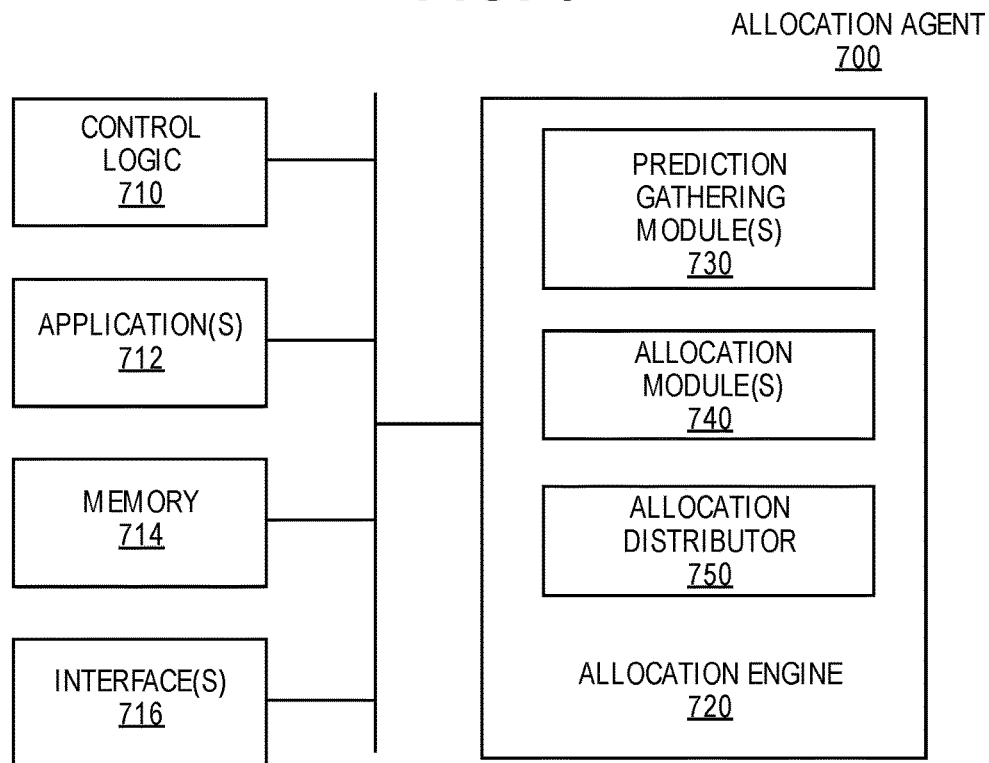 ALLOCATION AGENT
700
CONTROL
LOGIC
710
APPLICATION(S)
712
MEMORY
714
INTERFACE(S)
716
PREDICTION
GATHERING
MODULE(S)
730
ALLOCATION
MODULE(S)
740
ALLOCATION
DISTRIBUTOR
750
ALLOCATION ENGINE
720